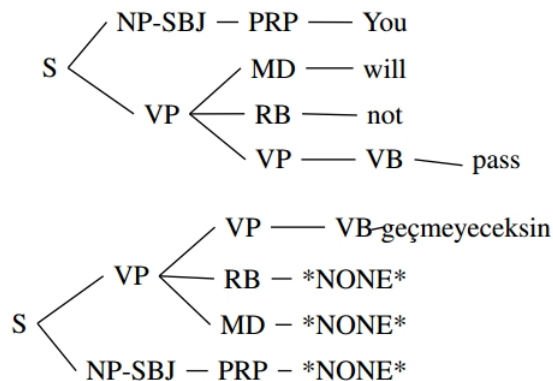 NP-SBJ PRP You
S
MD will
VP RB not
VP VB pass
VP VB geçmeyeceksin
VP RB *NONE*
S
MD *NONE*
NP-SBJ PRP *NONE*